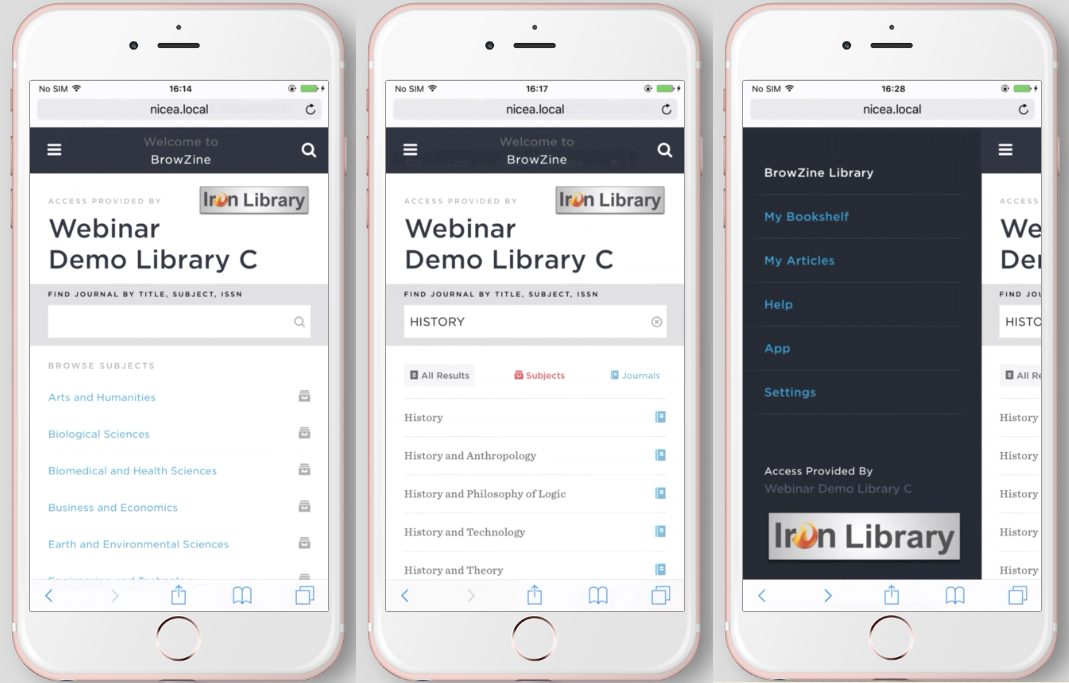 No SIM 16:14
nicea.local
Welcome to
BrowZine
ACCESS PROVIDED BY
Iron Library
Webinar
Demo Library C
FIND JOURNAL BY TITLE, SUBJECT, ISSN
BROWSE SUBJECTS
Arts and Humanities
Biological Sciences
Biomedical and Health Sciences
Business and Economics
Earth and Environmental Sciences
Engineering and Technology
No SIM 16:17
nicea.local
Welcome to
BrowZine
ACCESS PROVIDED BY
Iron Library
Webinar
Demo Library C
FIND JOURNAL BY TITLE, SUBJECT, ISSN
HISTORY
All Results Subjects Journals
History
History and Anthropology
History and Philosophy of Logic
History and Technology
History and Theory
No SIM 16:28
nicea.local
BrowZine Library
My Bookshelf
My Articles
Help
App
Settings
Access Provided By
Webinar Demo Library C
Iron Library
ACCESS
We
De
FIND JOU
HISTO
All Re
History
History
History
History
History